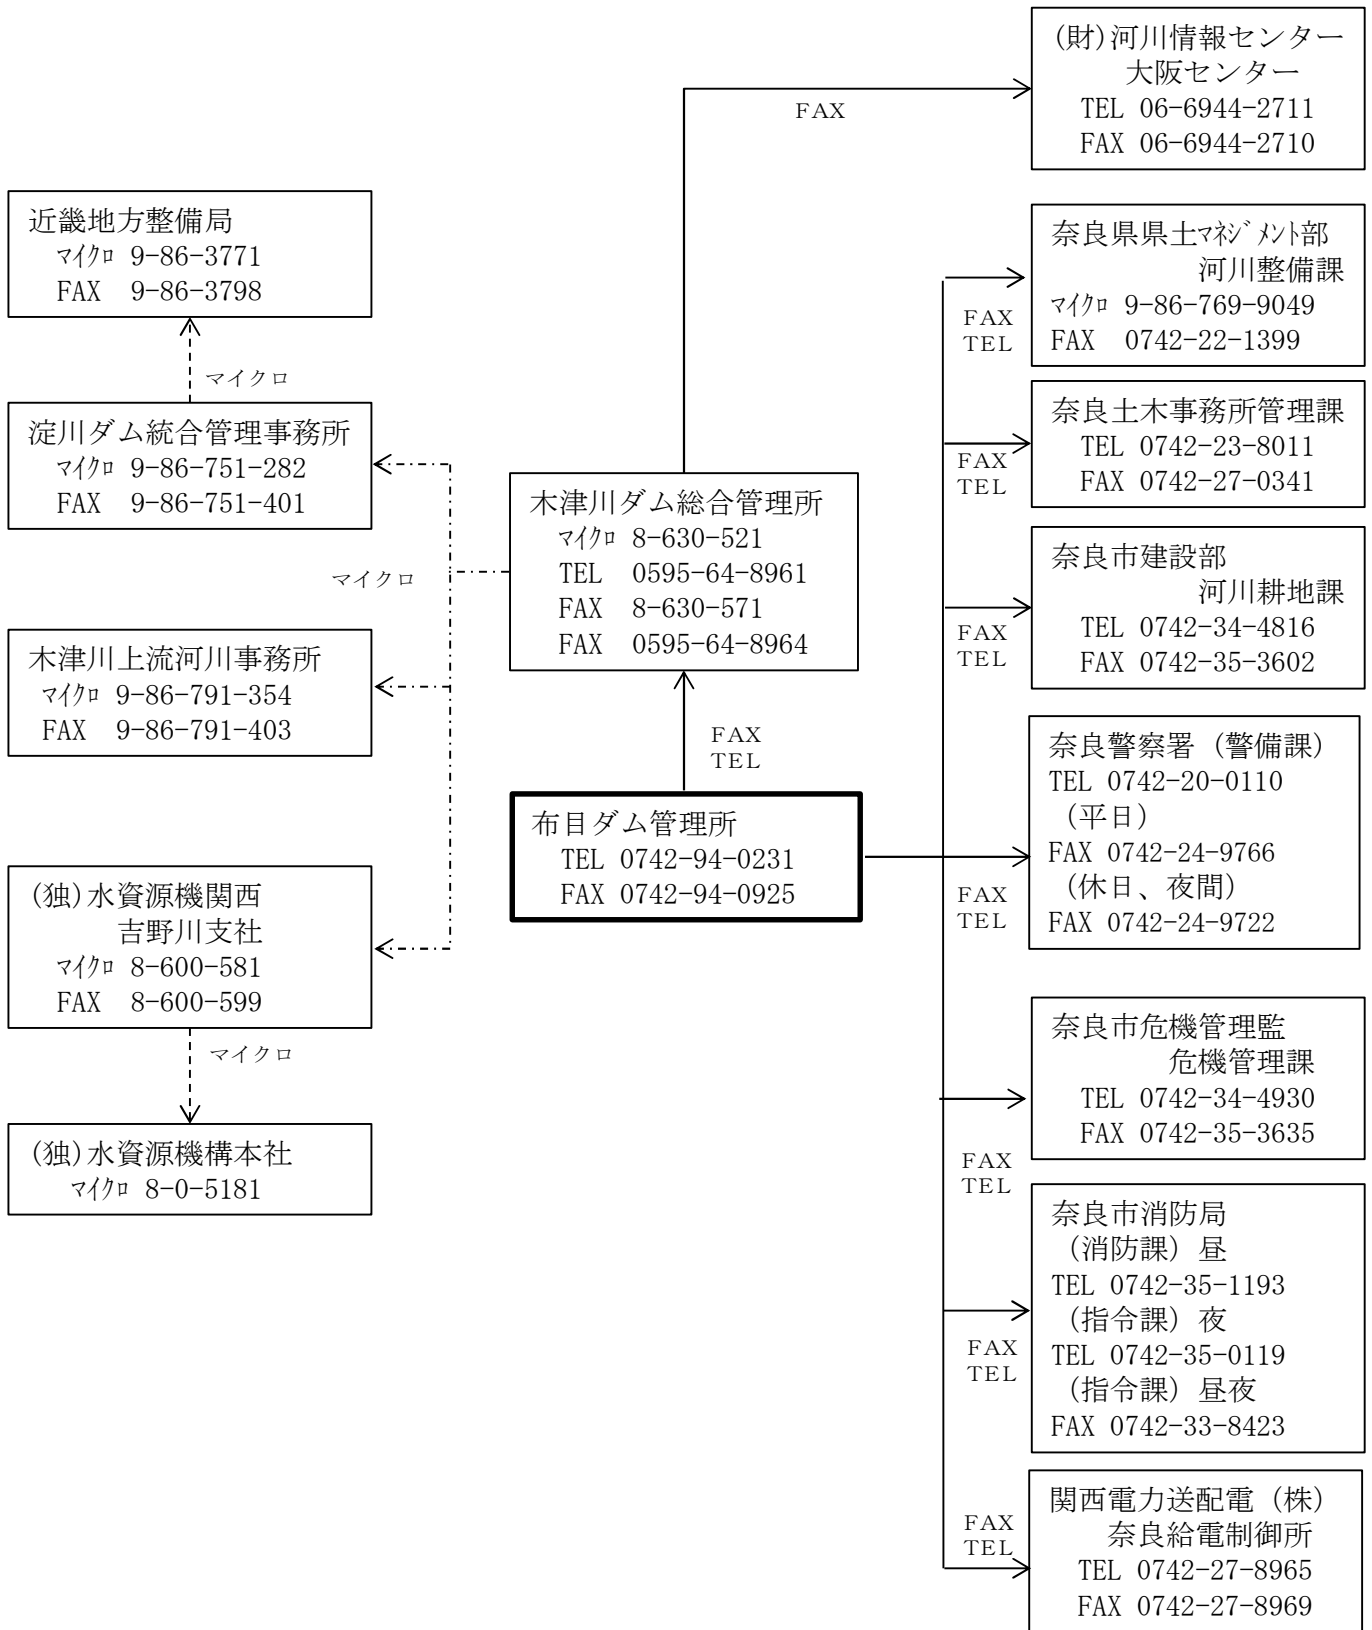 (財)河川情報センター
大阪センター
TEL 06-6944-2711
FAX 06-6944-2710
FAX
近畿地方整備局
ﾏｲｸﾛ 9-86-3771
FAX 9-86-3798
マイクロ
淀川ダム統合管理事務所
ﾏｲｸﾛ 9-86-751-282
FAX 9-86-751-401
マイクロ
木津川上流河川事務所
ﾏｲｸﾛ 9-86-791-354
FAX 9-86-791-403
(独)水資源機関西
吉野川支社
ﾏｲｸﾛ 8-600-581
FAX 8-600-599
マイクロ
(独)水資源機構本社
ﾏｲｸﾛ 8-0-5181
木津川ダム総合管理所
ﾏｲｸﾛ 8-630-521
TEL 0595-64-8961
FAX 8-630-571
FAX 0595-64-8964
FAX
TEL
布目ダム管理所
TEL 0742-94-0231
FAX 0742-94-0925
FAX
TEL
奈良県県土ﾏﾈｼﾞﾒﾝﾄ部
河川整備課
ﾏｲｸﾛ 9-86-769-9049
FAX 0742-22-1399
FAX
TEL
奈良土木事務所管理課
TEL 0742-23-8011
FAX 0742-27-0341
FAX
TEL
奈良市建設部
河川耕地課
TEL 0742-34-4816
FAX 0742-35-3602
FAX
TEL
奈良警察署（警備課）
TEL 0742-20-0110
（平日）
FAX 0742-24-9766
（休日、夜間）
FAX 0742-24-9722
FAX
TEL
奈良市危機管理監
危機管理課
TEL 0742-34-4930
FAX 0742-35-3635
FAX
TEL
奈良市消防局
（消防課）昼
TEL 0742-35-1193
（指令課）夜
TEL 0742-35-0119
（指令課）昼夜
FAX 0742-33-8423
FAX
TEL
関西電力送配電（株）
奈良給電制御所
TEL 0742-27-8965
FAX 0742-27-8969